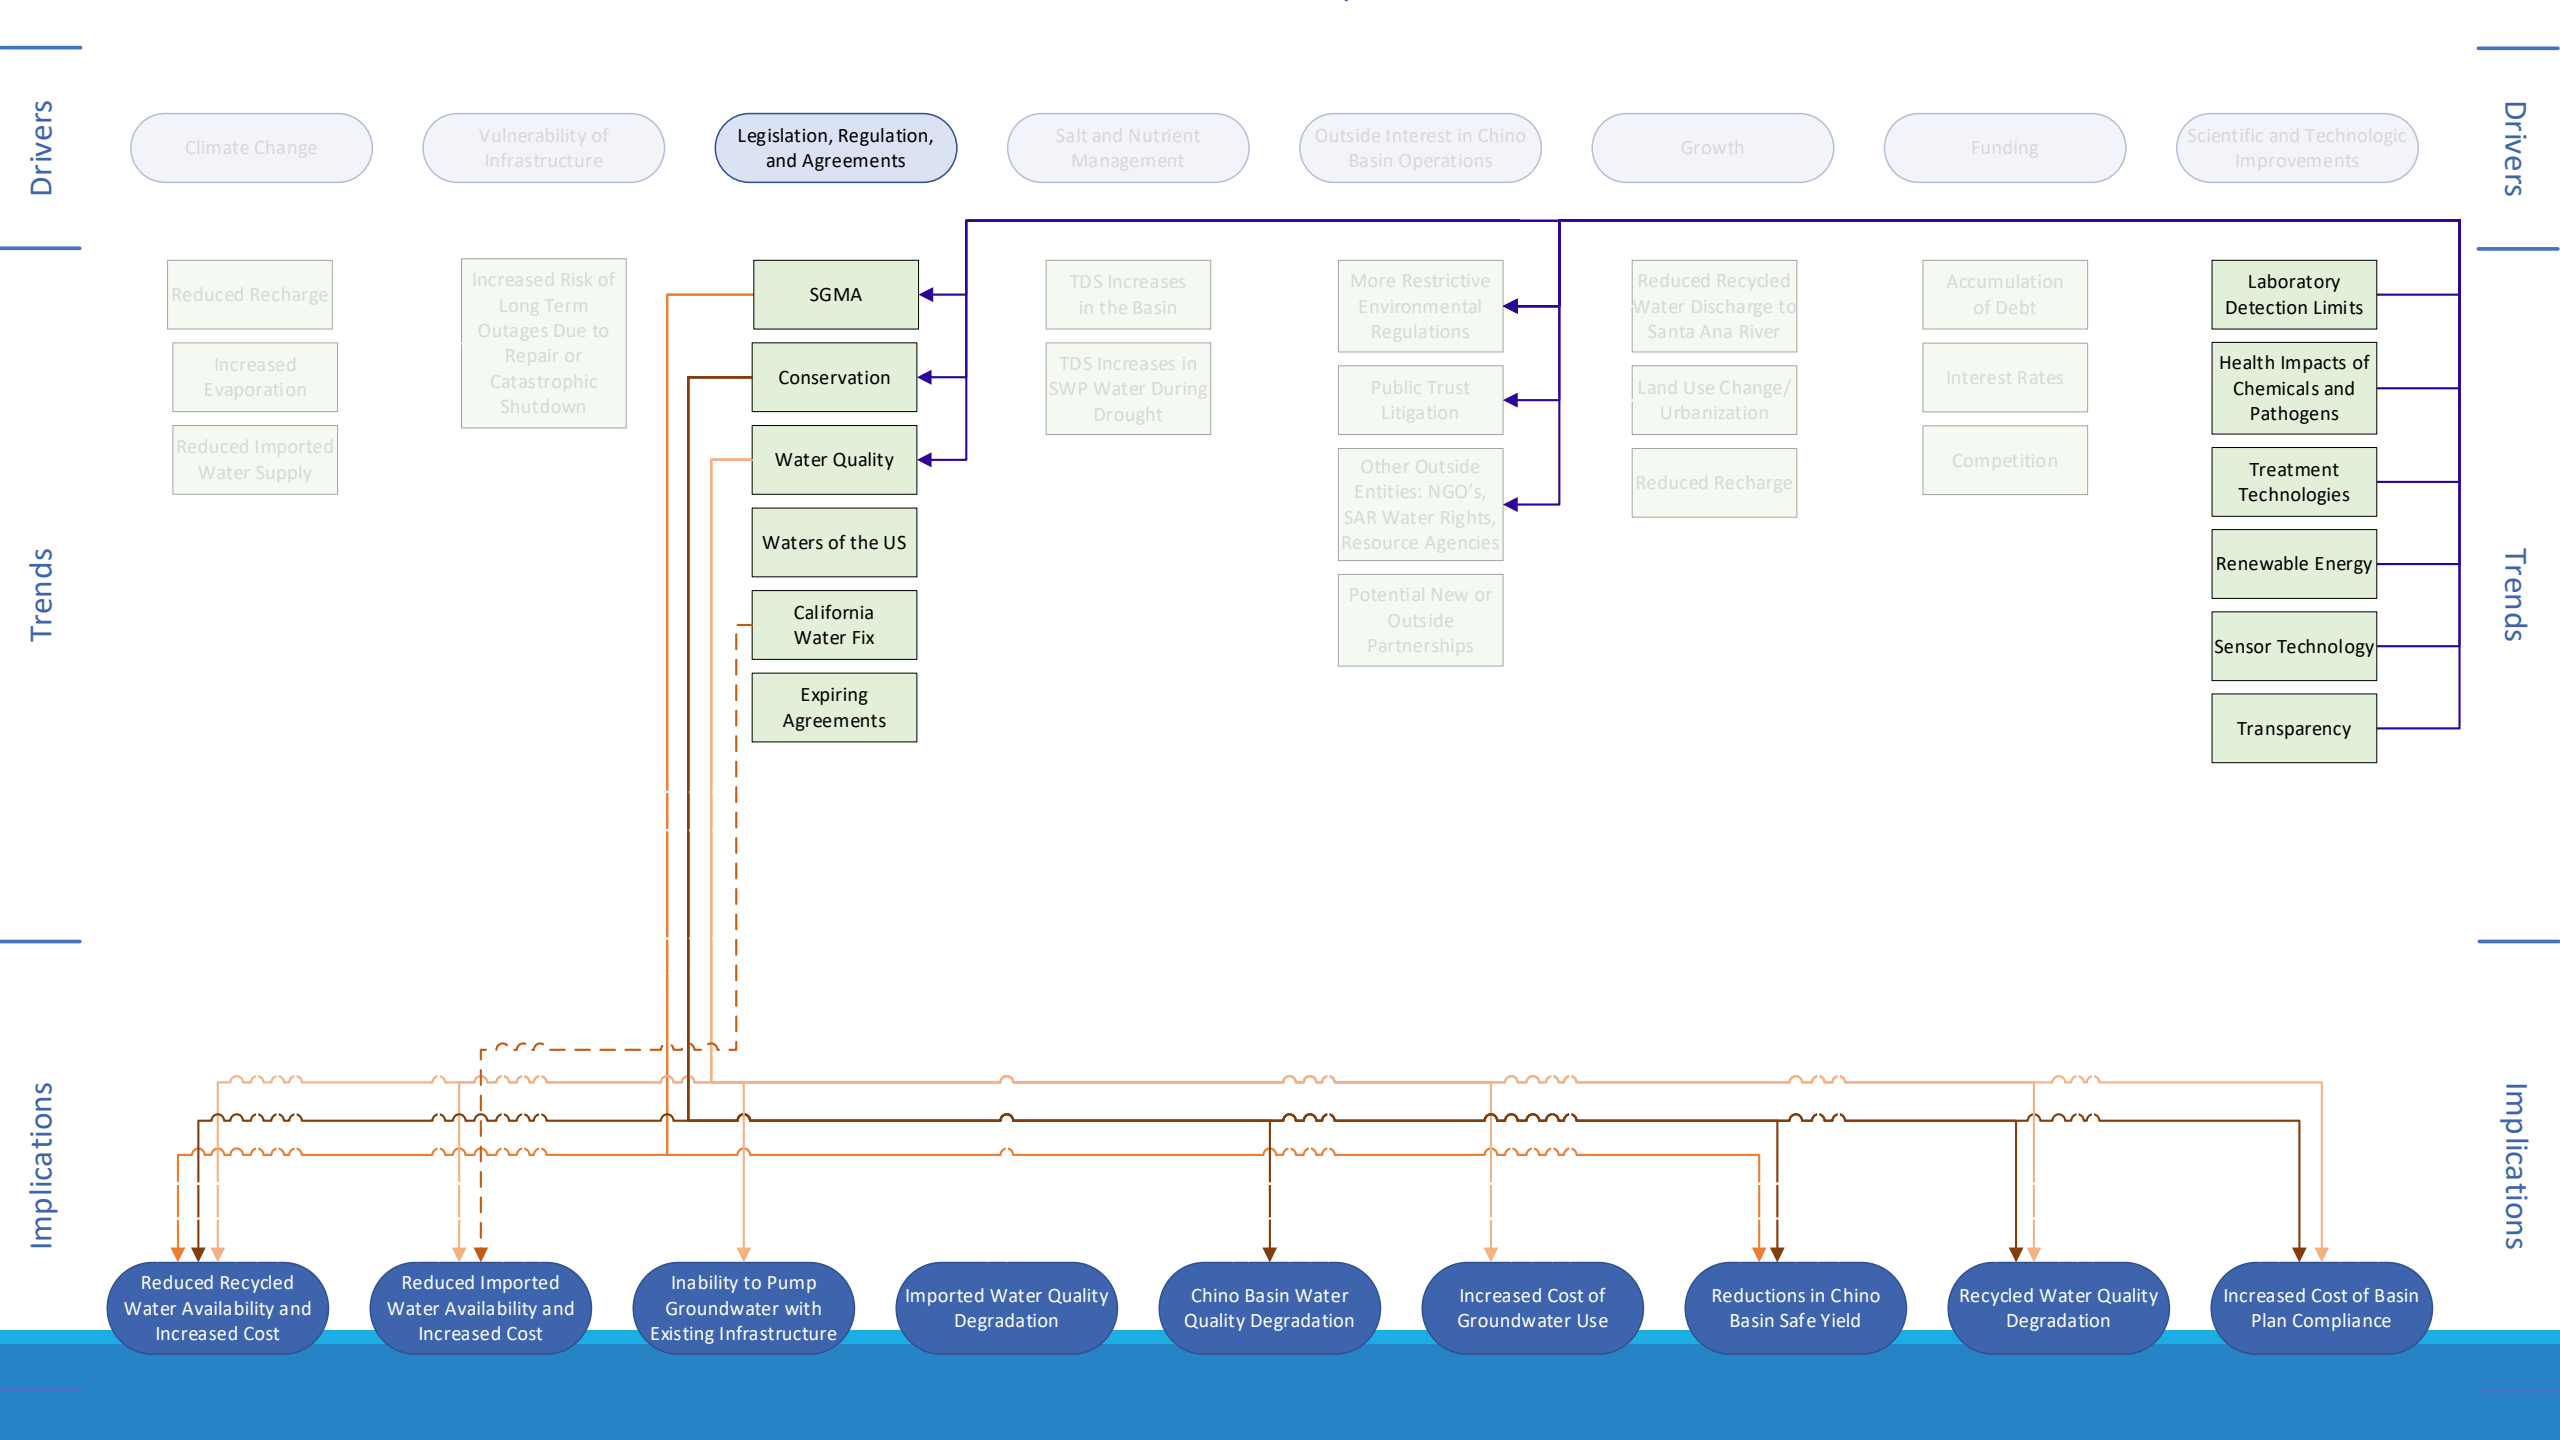 Drivers
Climate Change
Vulnerability of
Infrastructure
Legislation, Regulation,
and Agreements
Salt and Nutrient
Management
Outside Interest in Chino
Basin Operations
Growth
Funding
Scientific and Technologic
Improvements
Drivers
Trends
Reduced Recharge
Increased
Evaporation
Reduced Imported
Water Supply
Increased Risk of
Long Term
Outages Due to
Repair or
Catastrophic
Shutdown
SGMA
Conservation
Water Quality
Waters of the US
California
Water Fix
Expiring
Agreements
TDS Increases
in the Basin
TDS Increases in
SWP Water During
Drought
More Restrictive
Environmental
Regulations
Public Trust
Litigation
Other Outside
Entities: NGO's,
SAR Water Rights,
Resource Agencies
Potential New or
Outside
Partnerships
Reduced Recycled
Water Discharge to
Santa Ana River
Land Use Change/
Urbanization
Reduced Recharge
Accumulation
of Debt
Interest Rates
Competition
Laboratory
Detection Limits
Health Impacts of
Chemicals and
Pathogens
Treatment
Technologies
Renewable Energy
Sensor Technology
Transparency
Trends
Implications
Reduced Recycled
Water Availability and
Increased Cost
Reduced Imported
Water Availability and
Increased Cost
Inability to Pump
Groundwater with
Existing Infrastructure
Imported Water Quality
Degradation
Chino Basin Water
Quality Degradation
Increased Cost of
Groundwater Use
Reductions in Chino
Basin Safe Yield
Recycled Water Quality
Degradation
Increased Cost of Basin
Plan Compliance
Implications